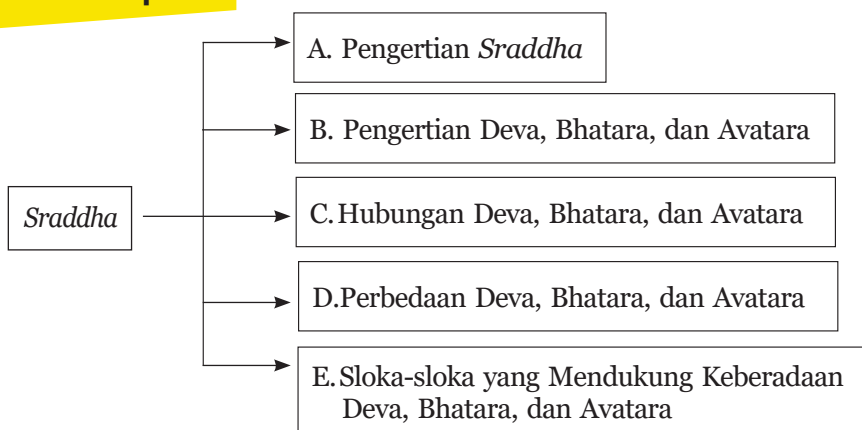 A. Pengertian Sraddha
B. Pengertian Deva, Bhatara, dan Avatara
Sraddha
C.Hubungan Deva, Bhatara, dan Avatara
D.Perbedaan Deva, Bhatara, dan Avatara
E.Sloka-sloka yang Mendukung Keberadaan
Deva, Bhatara, dan Avatara